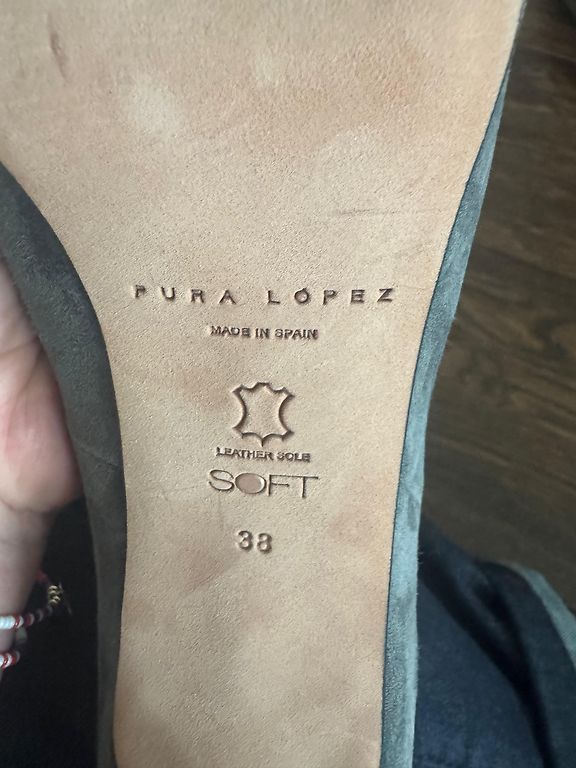 PURA LÓPEZ
MADE IN SPAIN
LEATHER SOLE
SOFT
38